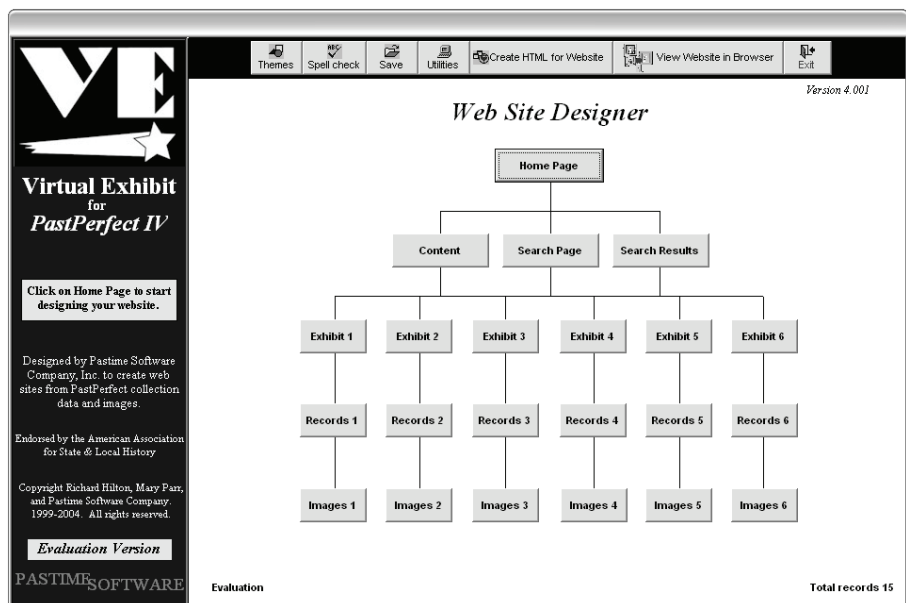 VE
Virtual Exhibit
for
PastPerfect IV
Click on Home Page to start
designing your website.
Designed by Pastime Software
Company, Inc. to create web
sites from PastPerfect collection
data and images.
Endorsed by the American Association
for State & Local History
Copyright Richard Hilton, Mary Parr,
and Pastime Software Company.
1999-2004. All rights reserved.
Evaluation Version
PASTIME SOFTWARE
Themes
ABC
Spell check
Save
Utilities
Create HTML for Website
View Website in Browser
Exit
Version 4.001
Web Site Designer
Home Page
Content Search Page Search Results
Exhibit 1 Exhibit 2 Exhibit 3 Exhibit 4 Exhibit 5 Exhibit 6
Records 1 Records 2 Records 3 Records 4 Records 5 Records 6
Images 1 Images 2 Images 3 Images 4 Images 5 Images 6
Evaluation Total records 15